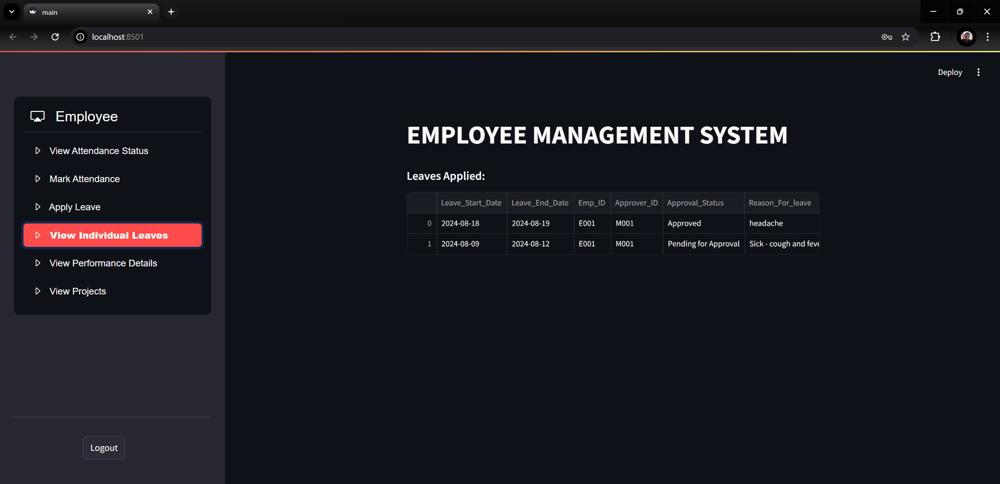 main
localhost:8501
Deploy
Employee
View Attendance Status
Mark Attendance
Apply Leave
View Individual Leaves
View Performance Details
View Projects
Logout
EMPLOYEE MANAGEMENT SYSTEM
Leaves Applied:
Leave_Start_Date Leave_End_Date Emp_ID Approver_ID Approval_Status Reason_For_leave
0 2024-08-18 2024-08-19 E001 M001 Approved headache
1 2024-08-09 2024-08-12 E001 M001 Pending for Approval Sick - cough and feve